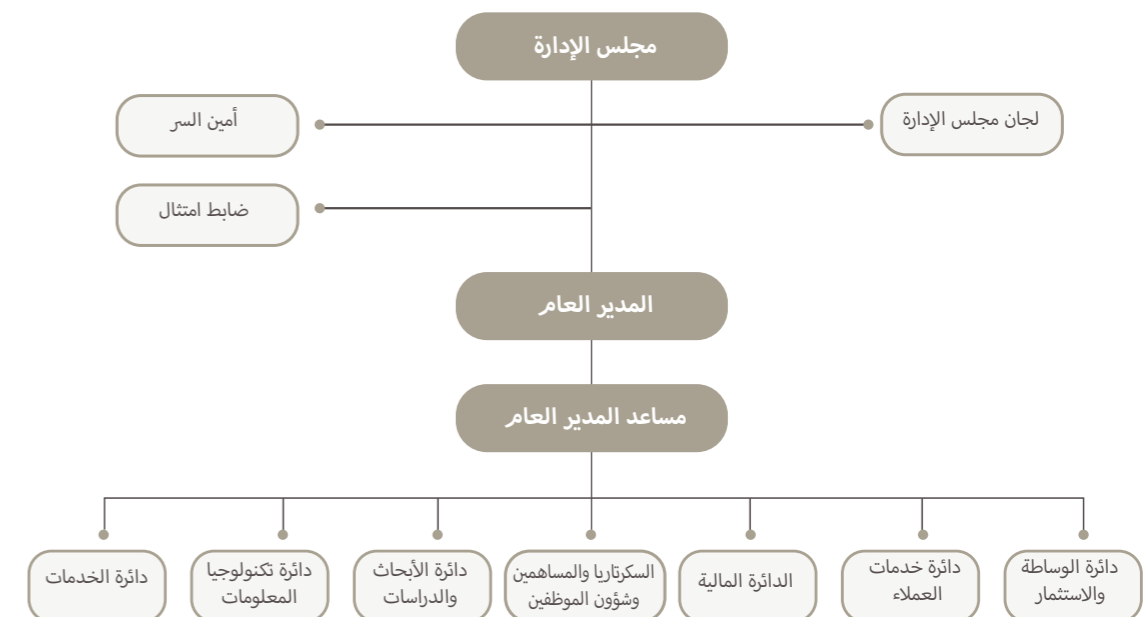 مجلس الإدارة
لجان مجلس الإدارة
أمين السر
ضابط امتثال
المدير العام
مساعد المدير العام
دائرة الوساطة
والاستثمار
دائرة خدمات
العملاء
الدائرة المالية
السكرتاريا والمساهمين
وشؤون الموظفين
دائرة الأبحاث
والدراسات
دائرة تكنولوجيا
المعلومات
دائرة الخدمات